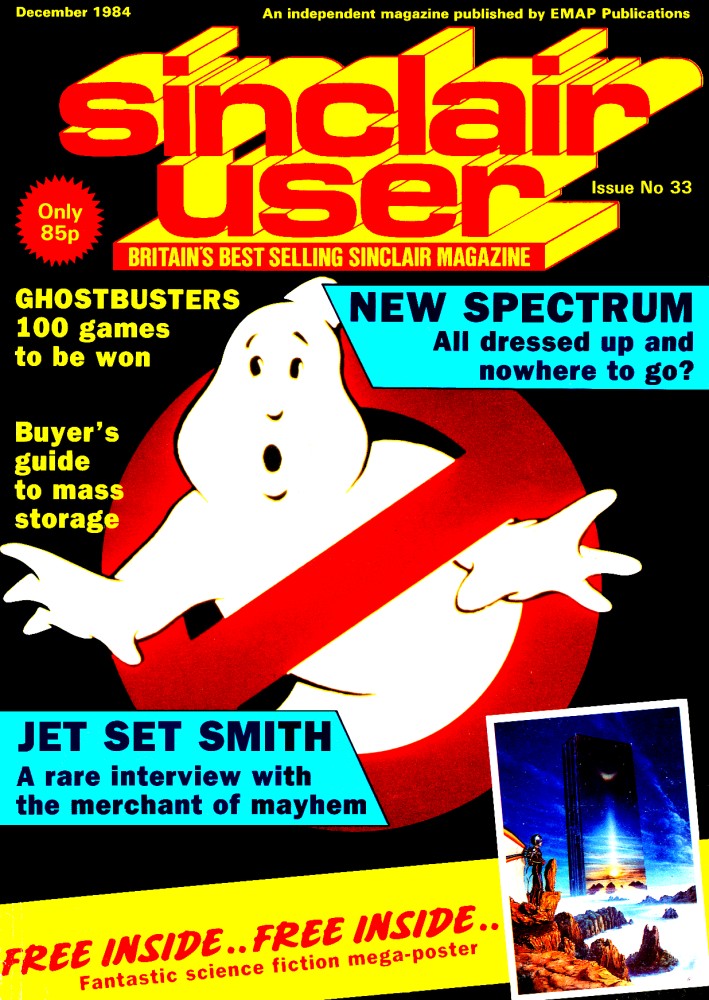 December 1984
An independent magazine published by EMAP Publications
sinclair
user
Issue No 33
Only
85p
BRITAIN'S BEST SELLING SINCLAIR MAGAZINE
GHOSTBUSTERS
100 games
to be won
NEW SPECTRUM
All dressed up and
nowhere to go?
Buyer's
guide
to mass
storage
JET SET SMITH
A rare interview with
the merchant of mayhem
FREE INSIDE..FREE INSIDE..
Fantastic science fiction mega-poster